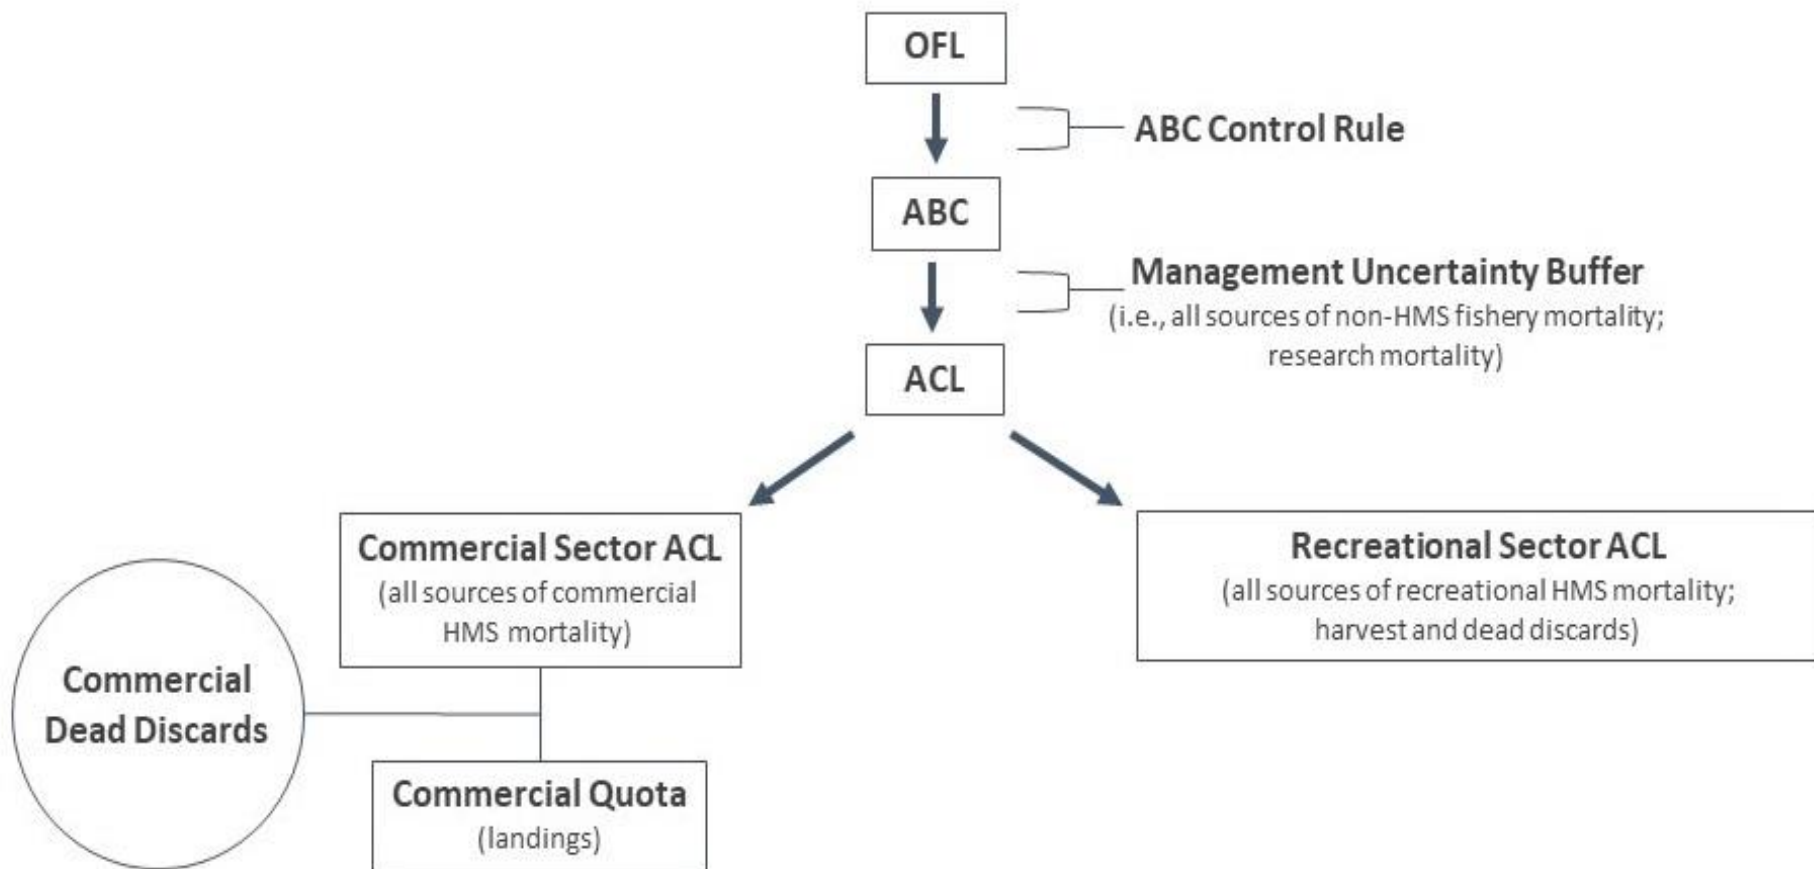 OFL
ABC Control Rule
ABC
Management Uncertainty Buffer
(i.e., all sources of non-HMS fishery mortality;
research mortality)
ACL
Commercial Sector ACL
(all sources of commercial
HMS mortality)
Recreational Sector ACL
(all sources of recreational HMS mortality;
harvest and dead discards)
Commercial
Dead Discards
Commercial Quota
(landings)